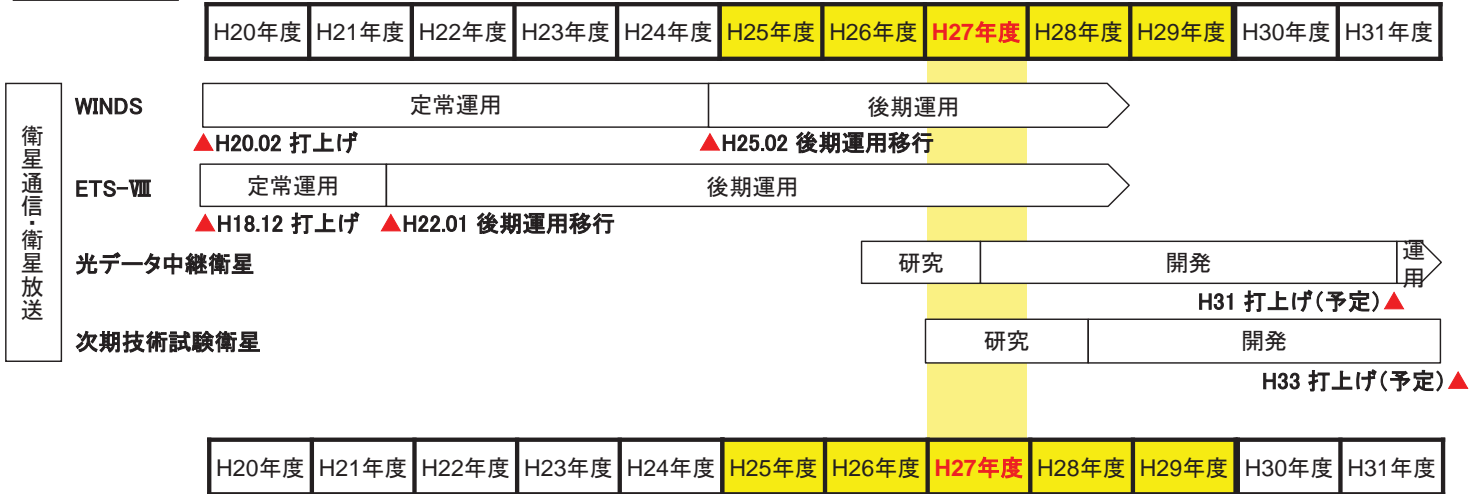 H20年度 H21年度 H22年度 H23年度 H24年度 H25年度 H26年度 H27年度 H28年度 H29年度 H30年度 H31年度
衛星通信・衛星放送
WINDS 定常運用 後期運用
▲H20.02 打上げ ▲H25.02 後期運用移行
ETS-Ⅷ 定常運用 後期運用
▲H18.12 打上げ ▲H22.01 後期運用移行
光データ中継衛星 研究 開発 運用
H31 打上げ(予定)▲
次期技術試験衛星 研究 開発
H33 打上げ(予定)▲
H20年度 H21年度 H22年度 H23年度 H24年度 H25年度 H26年度 H27年度 H28年度 H29年度 H30年度 H31年度